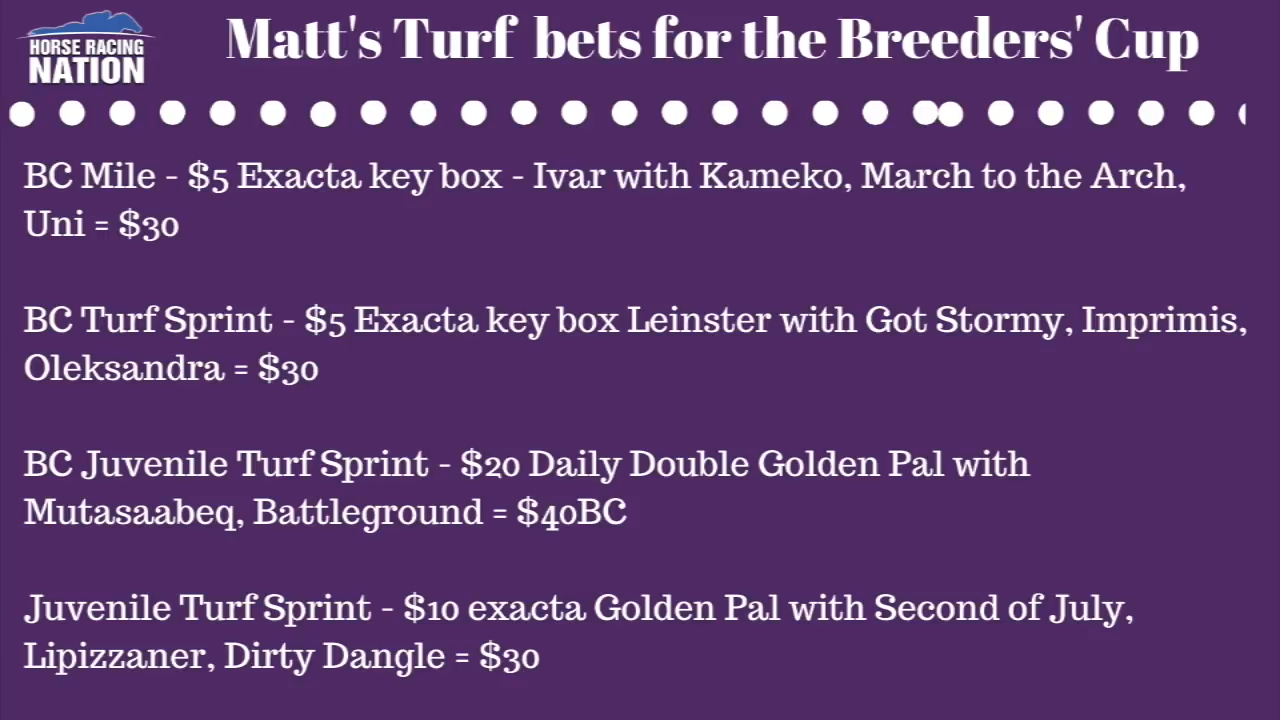 HORSE RACING
NATION
Matt's Turf bets for the Breeders' Cup
BC Mile - $5 Exacta key box - Ivar with Kameko, March to the Arch,
Uni = $30
BC Turf Sprint - $5 Exacta key box Leinster with Got Stormy, Imprimis,
Oleksandra = $30
BC Juvenile Turf Sprint - $20 Daily Double Golden Pal with
Mutasaabeq, Battleground = $40BC
Juvenile Turf Sprint - $10 exacta Golden Pal with Second of July,
Lipizzaner, Dirty Dangle = $30